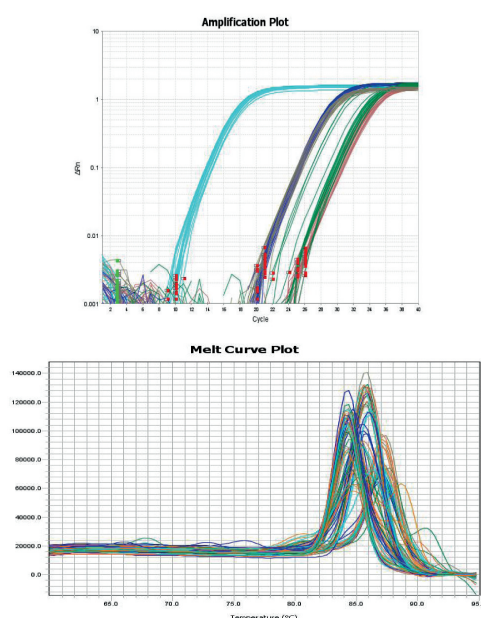 Amplification Plot
10
1
0.1
0.01
0.001
ΔRn
2 4 6 8 10 12 14 16 18 20 22 24 26 28 30 32 34 36 38 40
Cycle
Melt Curve Plot
140000.0
120000.0
100000.0
80000.0
60000.0
40000.0
20000.0
0.0
65.0 70.0 75.0 80.0 85.0 90.0 95.0
Temperature (°C)